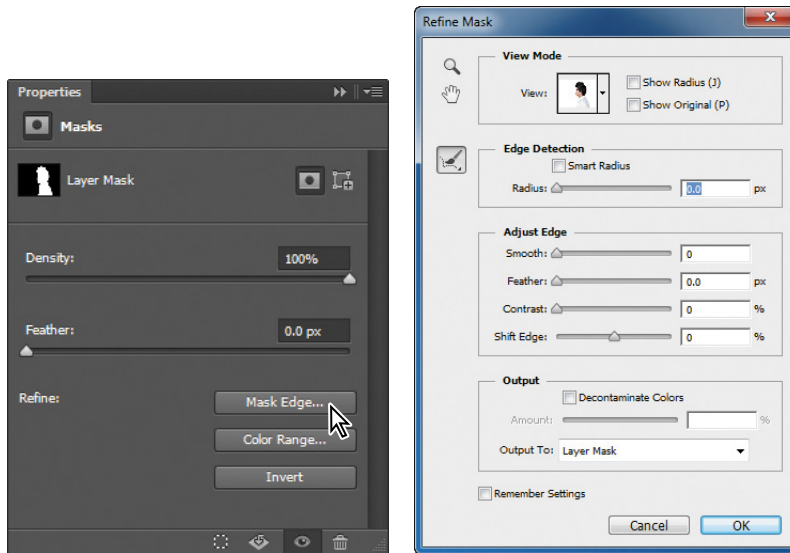 Properties
Masks
Layer Mask
Density:
100%
Feather:
0.0 px
Refine:
Mask Edge...
Color Range...
Invert
Refine Mask
View Mode
View:
Show Radius (J)
Show Original (P)
Edge Detection
Smart Radius
Radius:
0.0
px
Adjust Edge
Smooth:
0
Feather:
0.0
px
Contrast:
0
%
Shift Edge:
0
%
Output
Decontaminate Colors
Amount:
%
Output To:
Layer Mask
Remember Settings
Cancel
OK